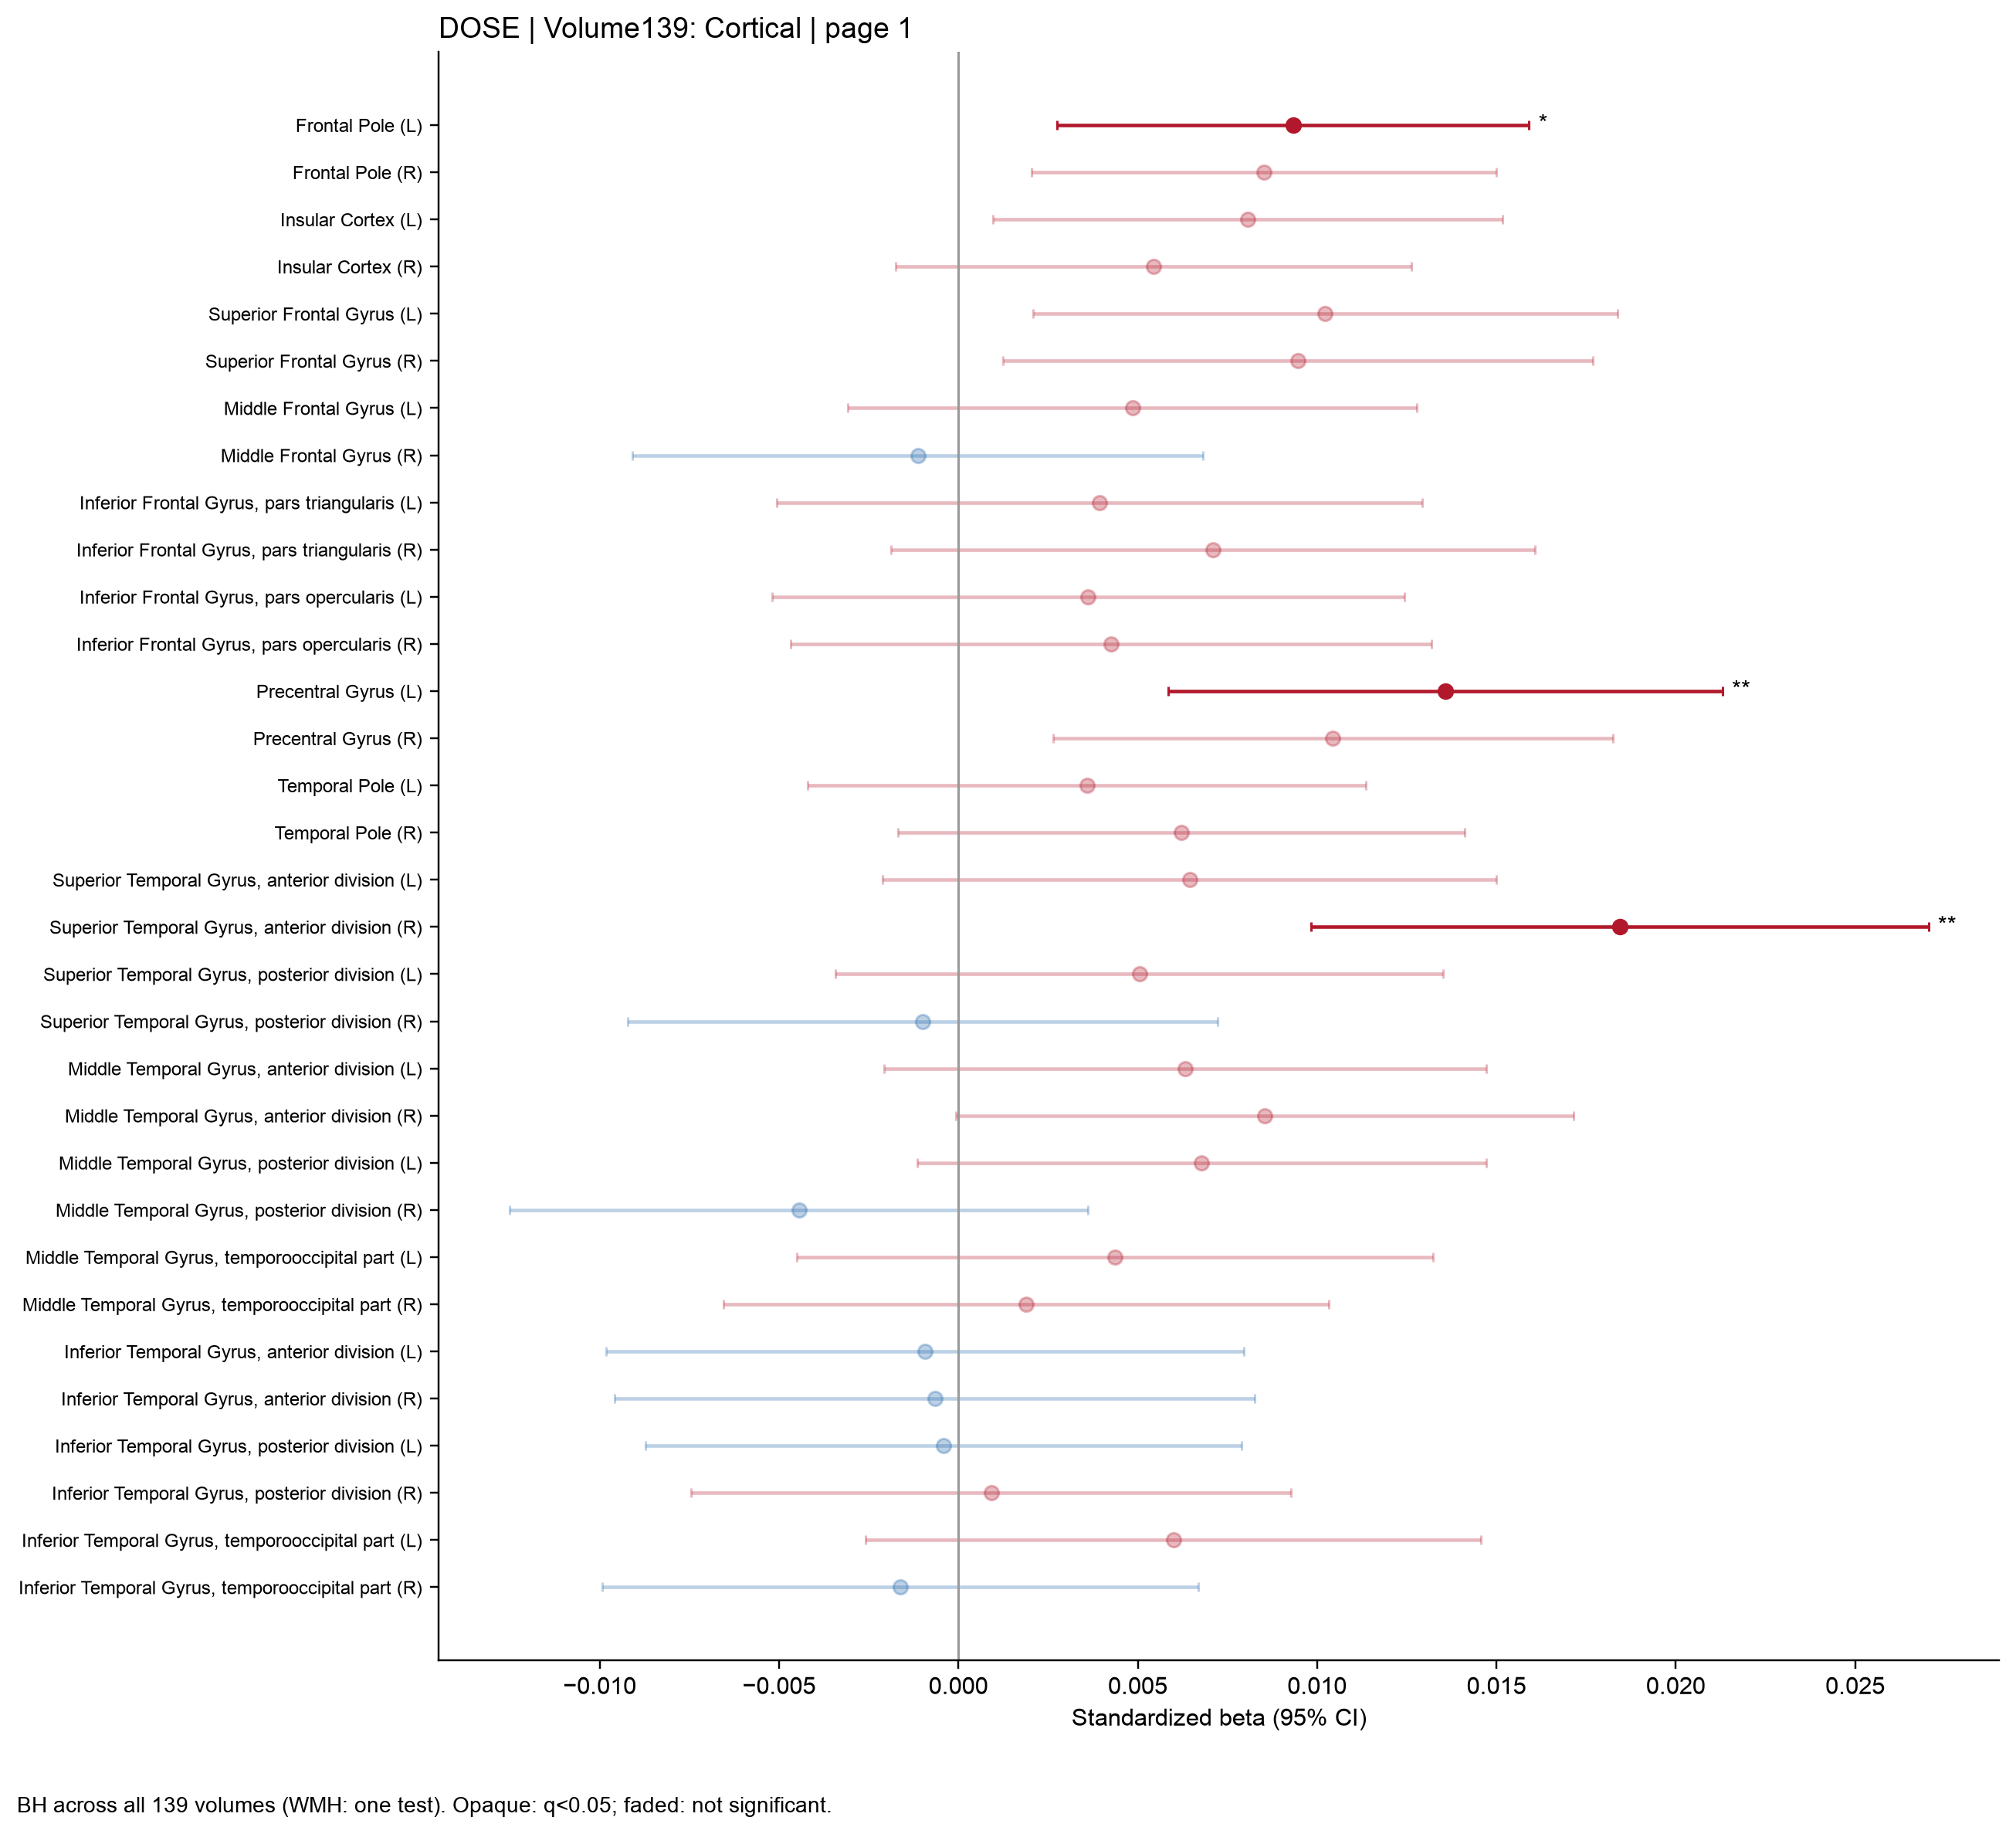 DOSE | Volume139: Cortical | page 1
Frontal Pole (L)
*
Frontal Pole (R)
Insular Cortex (L)
Insular Cortex (R)
Superior Frontal Gyrus (L)
Superior Frontal Gyrus (R)
Middle Frontal Gyrus (L)
Middle Frontal Gyrus (R)
Inferior Frontal Gyrus, pars triangularis (L)
Inferior Frontal Gyrus, pars triangularis (R)
Inferior Frontal Gyrus, pars opercularis (L)
Inferior Frontal Gyrus, pars opercularis (R)
Precentral Gyrus (L)
**
Precentral Gyrus (R)
Temporal Pole (L)
Temporal Pole (R)
Superior Temporal Gyrus, anterior division (L)
Superior Temporal Gyrus, anterior division (R)
**
Superior Temporal Gyrus, posterior division (L)
Superior Temporal Gyrus, posterior division (R)
Middle Temporal Gyrus, anterior division (L)
Middle Temporal Gyrus, anterior division (R)
Middle Temporal Gyrus, posterior division (L)
Middle Temporal Gyrus, posterior division (R)
Middle Temporal Gyrus, temporooccipital part (L)
Middle Temporal Gyrus, temporooccipital part (R)
Inferior Temporal Gyrus, anterior division (L)
Inferior Temporal Gyrus, anterior division (R)
Inferior Temporal Gyrus, posterior division (L)
Inferior Temporal Gyrus, posterior division (R)
Inferior Temporal Gyrus, temporooccipital part (L)
Inferior Temporal Gyrus, temporooccipital part (R)
−0.010 −0.005 0.000 0.005 0.010 0.015 0.020 0.025
Standardized beta (95% CI)
BH across all 139 volumes (WMH: one test). Opaque: q<0.05; faded: not significant.